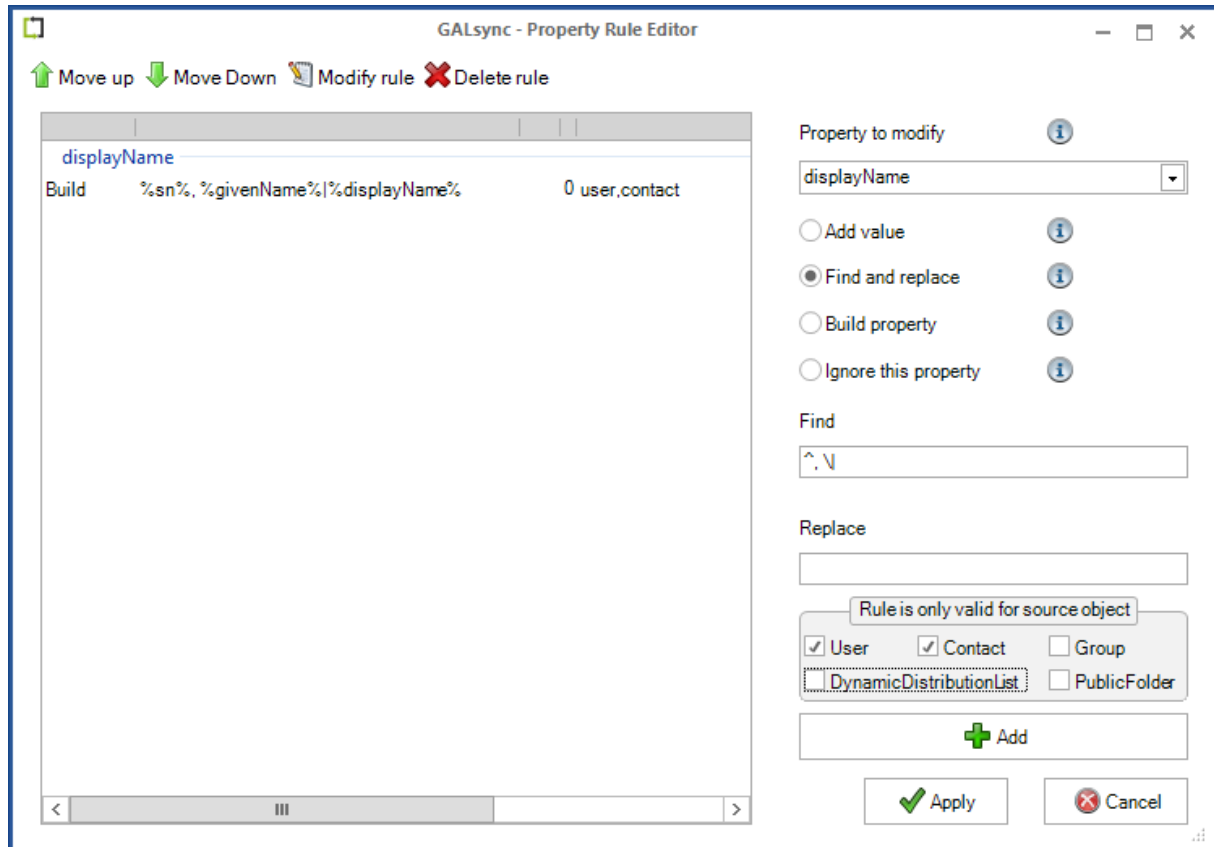 GALsync - Property Rule Editor
Move up Move Down Modify rule Delete rule
displayName
Build %sn%, %givenName%|%displayName% 0 user,contact
Property to modify
displayName
Add value
Find and replace
Build property
Ignore this property
Find
^, \|
Replace
Rule is only valid for source object
User Contact Group
DynamicDistributionList PublicFolder
Add
Apply Cancel